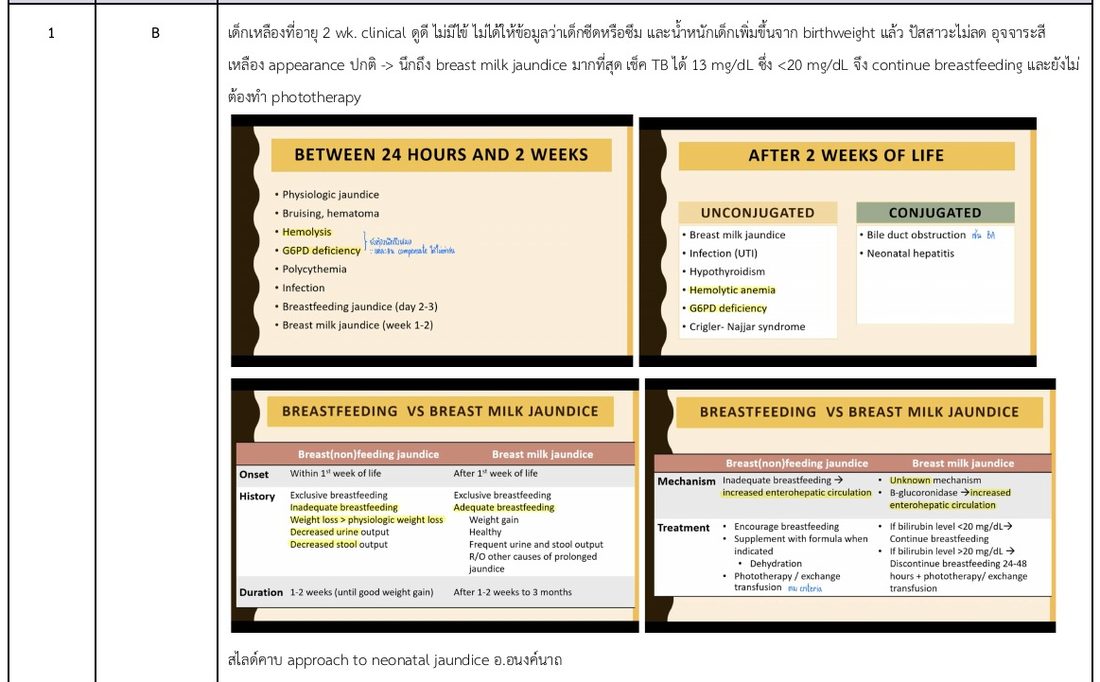 1
B
เด็กเหลืองที่อายุ 2 wk. clinical ดูดี ไม่มีไข้ ไม่ได้ให้ข้อมูลว่าเด็กซีดหรือซึม และน้ำหนักเด็กเพิ่มขึ้นจาก birthweight แล้ว ปัสสาวะไม่ลด อุจจาระสี
เหลือง appearance ปกติ -> นึกถึง breast milk jaundice มากที่สุด เช็ค TB ได้ 13 mg/dL ซึ่ง <20 mg/dL จึง continue breastfeeding และยังไม่
ต้องทำ phototherapy
BETWEEN 24 HOURS AND 2 WEEKS
• Physiologic jaundice
• Bruising, hematoma
• Hemolysis
• G6PD deficiency
• Polycythemia
• Infection
• Breastfeeding jaundice (day 2-3)
• Breast milk jaundice (week 1-2)
AFTER 2 WEEKS OF LIFE
UNCONJUGATED
• Breast milk jaundice
• Infection (UTI)
• Hypothyroidism
• Hemolytic anemia
• G6PD deficiency
• Crigler- Najjar syndrome
CONJUGATED
• Bile duct obstruction
• Neonatal hepatitis
BREASTFEEDING VS BREAST MILK JAUNDICE
Breast(non)feeding jaundice Breast milk jaundice
Onset Within 1st week of life After 1st week of life
History Exclusive breastfeeding Exclusive breastfeeding
Inadequate breastfeeding Adequate breastfeeding
Weight loss > physiologic weight loss Weight gain
Decreased urine output Healthy
Decreased stool output Frequent urine and stool output
R/O other causes of prolonged
jaundice
Duration 1-2 weeks (until good weight gain) After 1-2 weeks to 3 months
BREASTFEEDING VS BREAST MILK JAUNDICE
Breast(non)feeding jaundice Breast milk jaundice
Mechanism Inadequate breastfeeding → • Unknown mechanism
increased enterohepatic circulation • B-glucoronidase →increased
enterohepatic circulation
Treatment • Encourage breastfeeding • If bilirubin level <20 mg/dL→
• Supplement with formula when Continue breastfeeding
indicated • If bilirubin level >20 mg/dL →
• Dehydration Discontinue breastfeeding 24-48
• Phototherapy / exchange hours + phototherapy/ exchange
transfusion ตาม criteria transfusion
สไลด์คาบ approach to neonatal jaundice อ.อนงค์นาถ